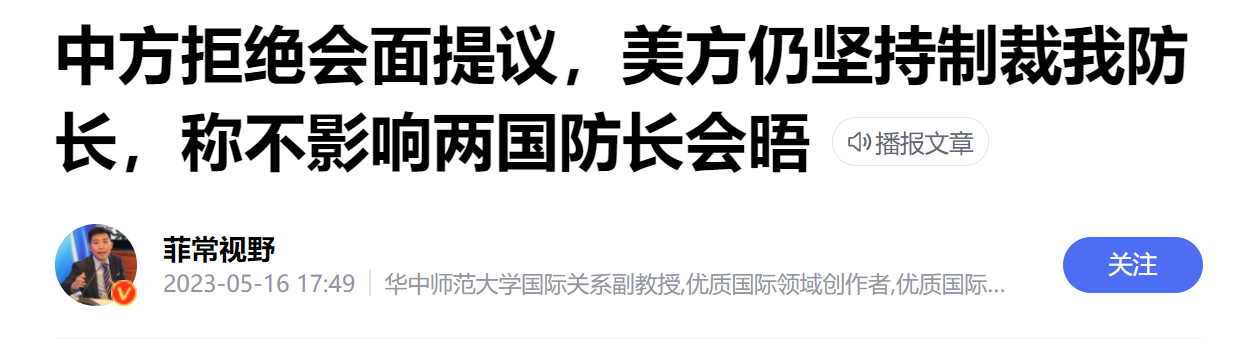 中方拒绝会面提议，美方仍坚持制裁我防
长，称不影响两国防长会晤 播报文章
菲常视野
2023-05-16 17:49 华中师范大学国际关系副教授,优质国际领域创作者,优质国际...
关注